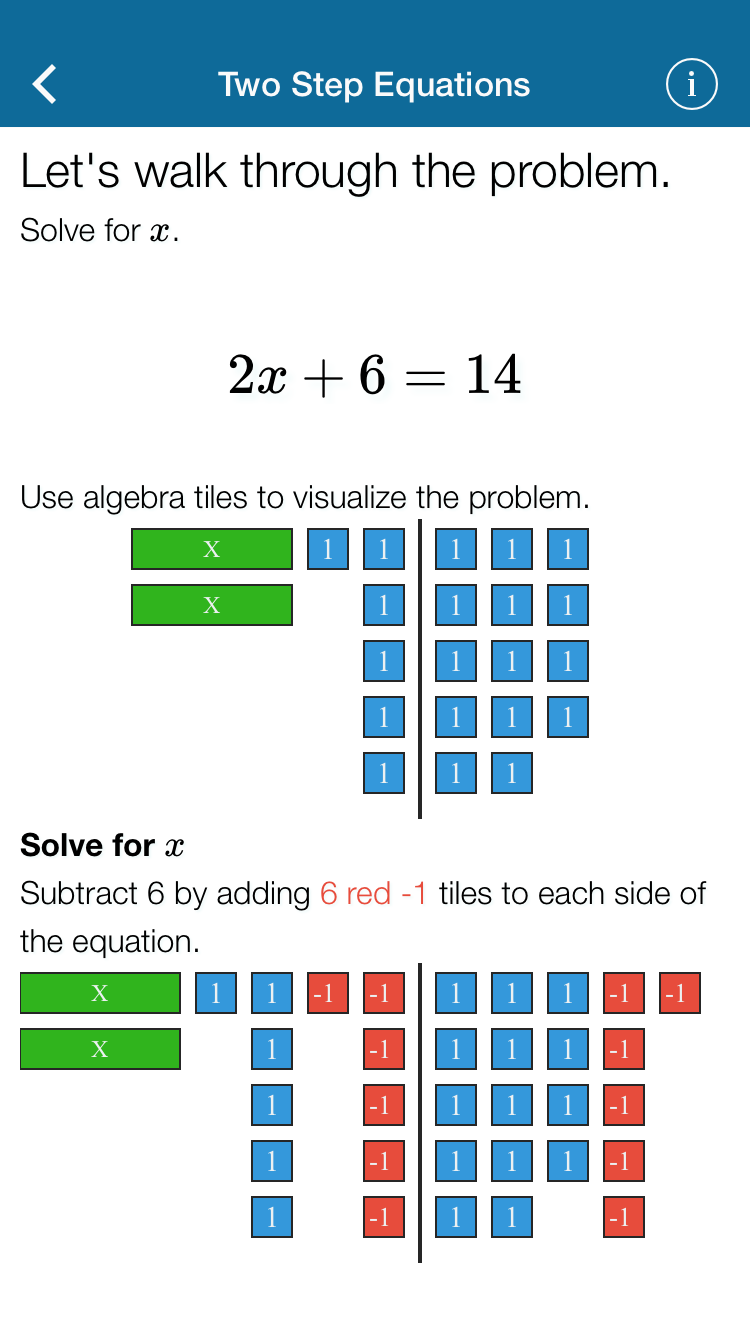 Two Step Equations i
Let's walk through the problem.
Solve for x.
2x + 6 = 14
Use algebra tiles to visualize the problem.
X 1 1 1 1 1
X 1 1 1 1
1 1 1 1
1 1 1 1
1 1 1
Solve for x
Subtract 6 by adding 6 red -1 tiles to each side of
the equation.
X 1 1 -1 -1 1 1 1 -1 -1
X 1 -1 1 1 1 -1
1 -1 1 1 1 -1
1 -1 1 1 1 -1
1 -1 1 1 -1